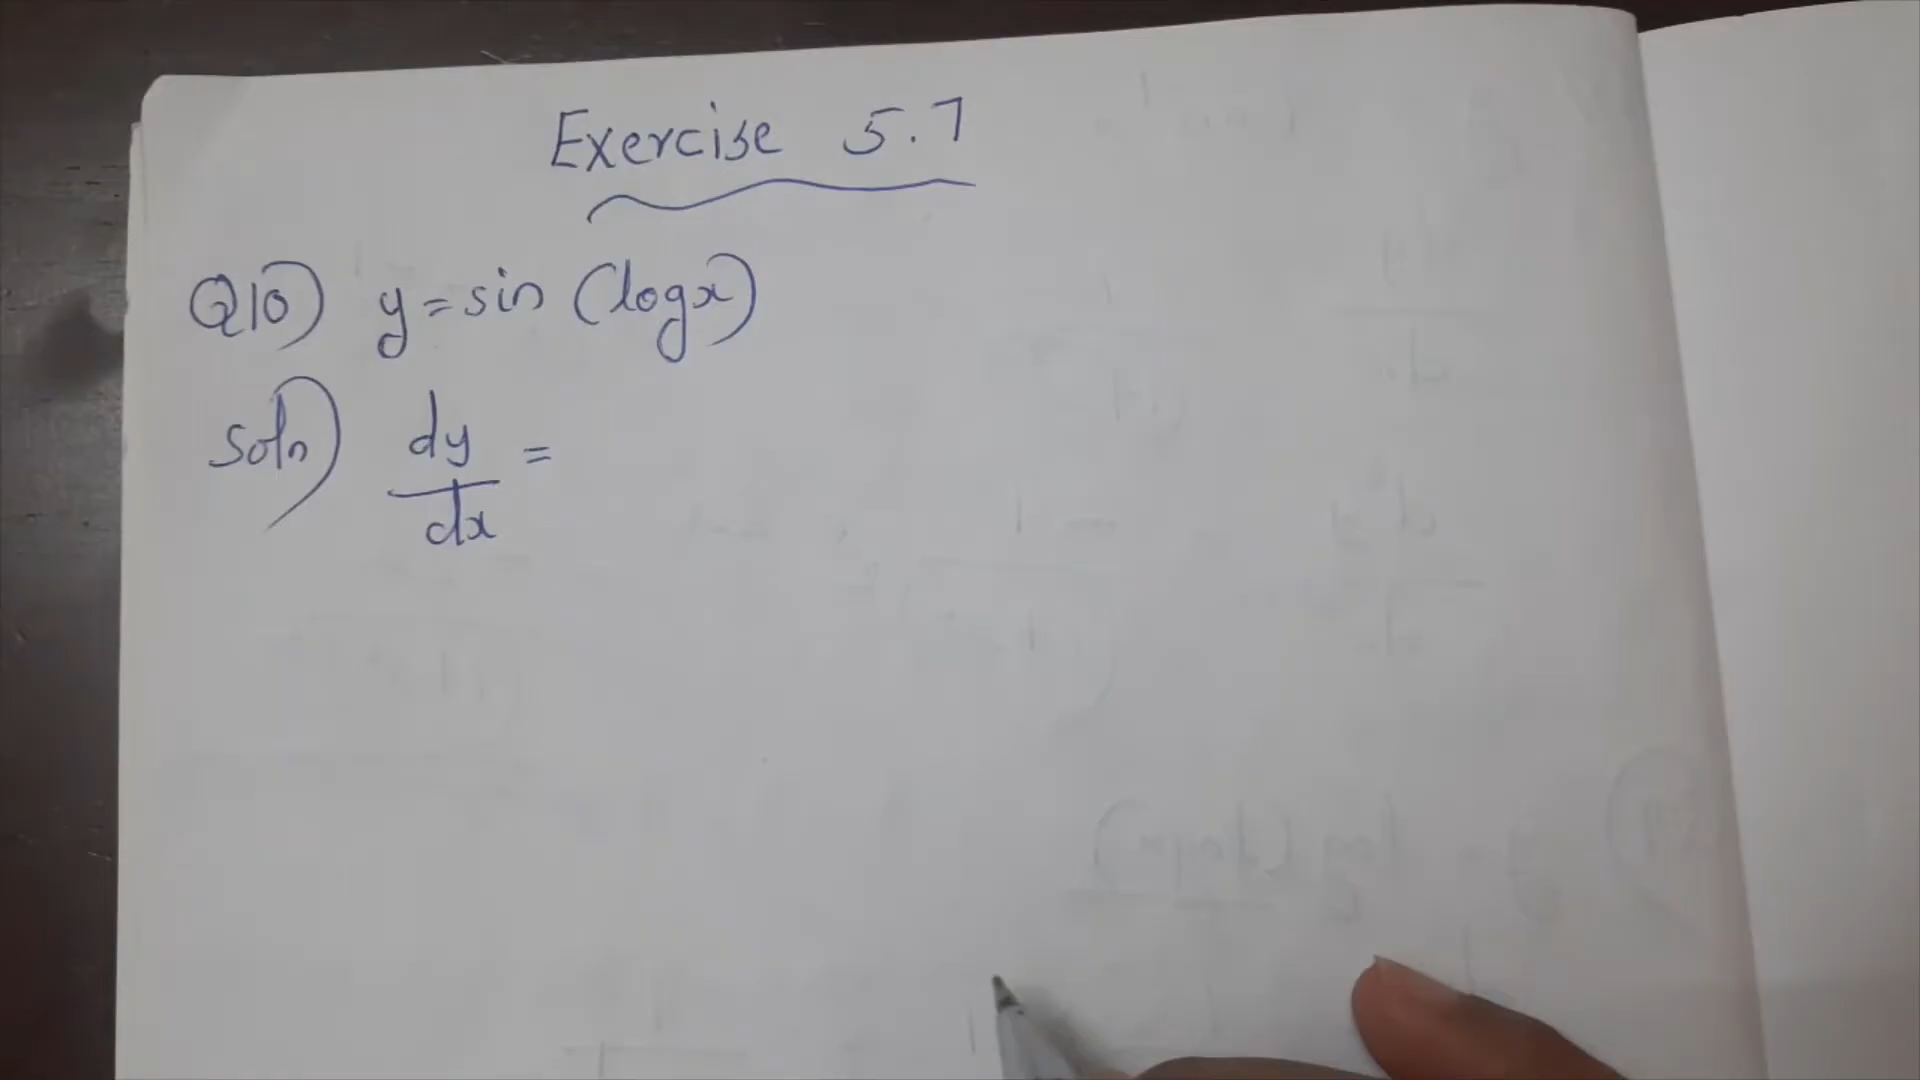 Exercise 5.7
Q10) y = sin (log x)
Soln) dy/dx =